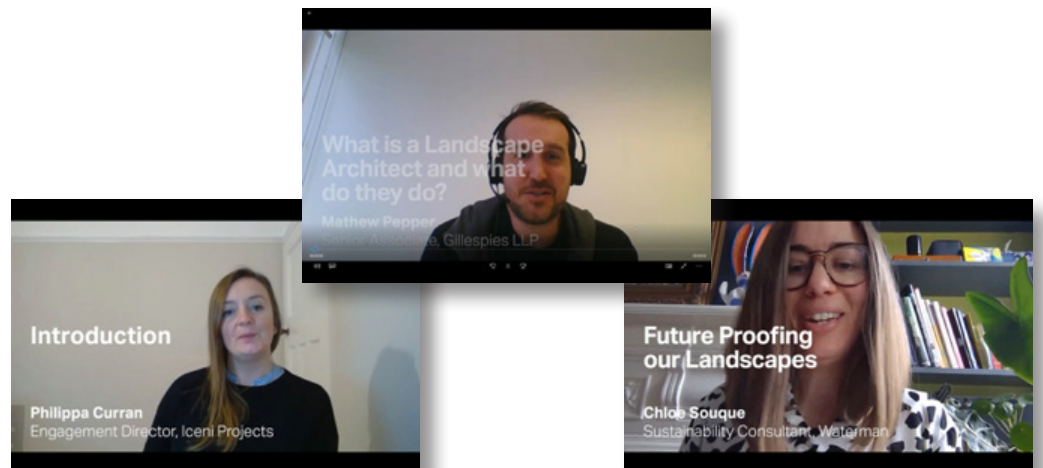 What is a Landscape
Architect and what
do they do?
Mathew Pepper
Senior Associate, Gillespies LLP
Introduction
Philippa Curran
Engagement Director, Iceni Projects
Future Proofing
our Landscapes
Chloe Souque
Sustainability Consultant, Waterman